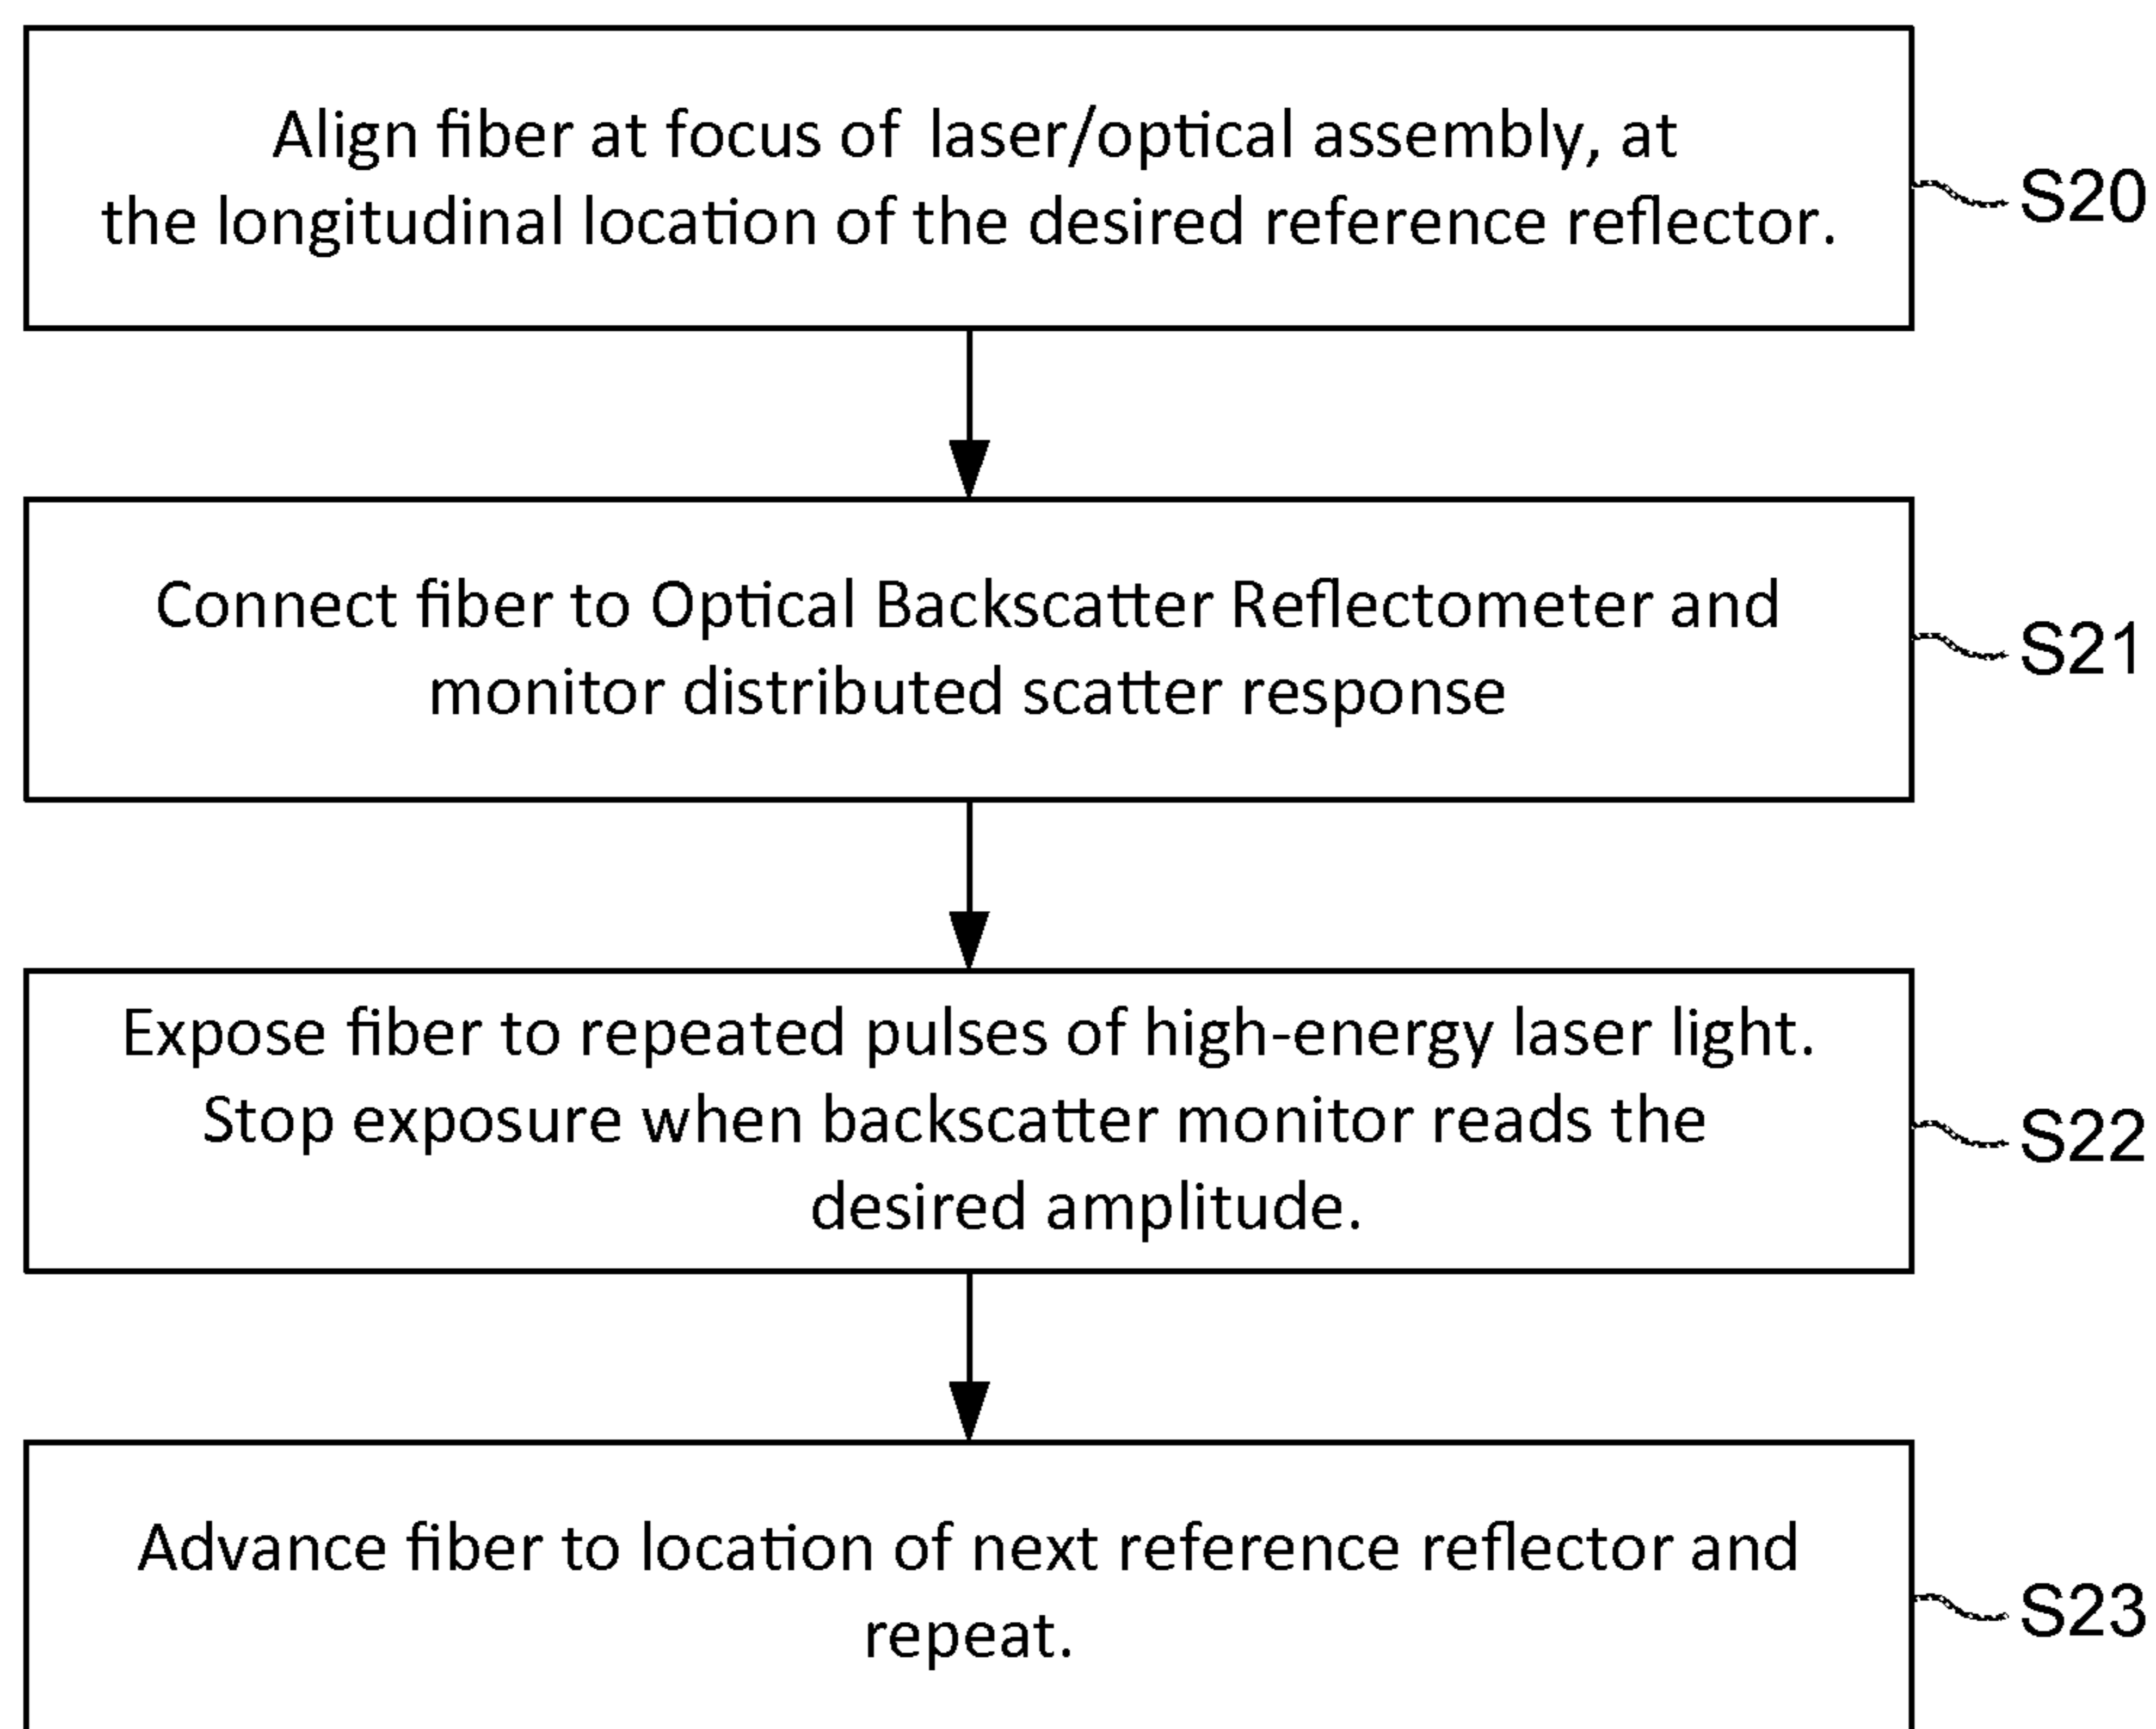 Align fiber at focus of laser/optical assembly, at
the longitudinal location of the desired reference reflector.
S20
Connect fiber to Optical Backscatter Reflectometer and
monitor distributed scatter response
S21
Expose fiber to repeated pulses of high-energy laser light.
Stop exposure when backscatter monitor reads the
desired amplitude.
S22
Advance fiber to location of next reference reflector and
repeat.
S23